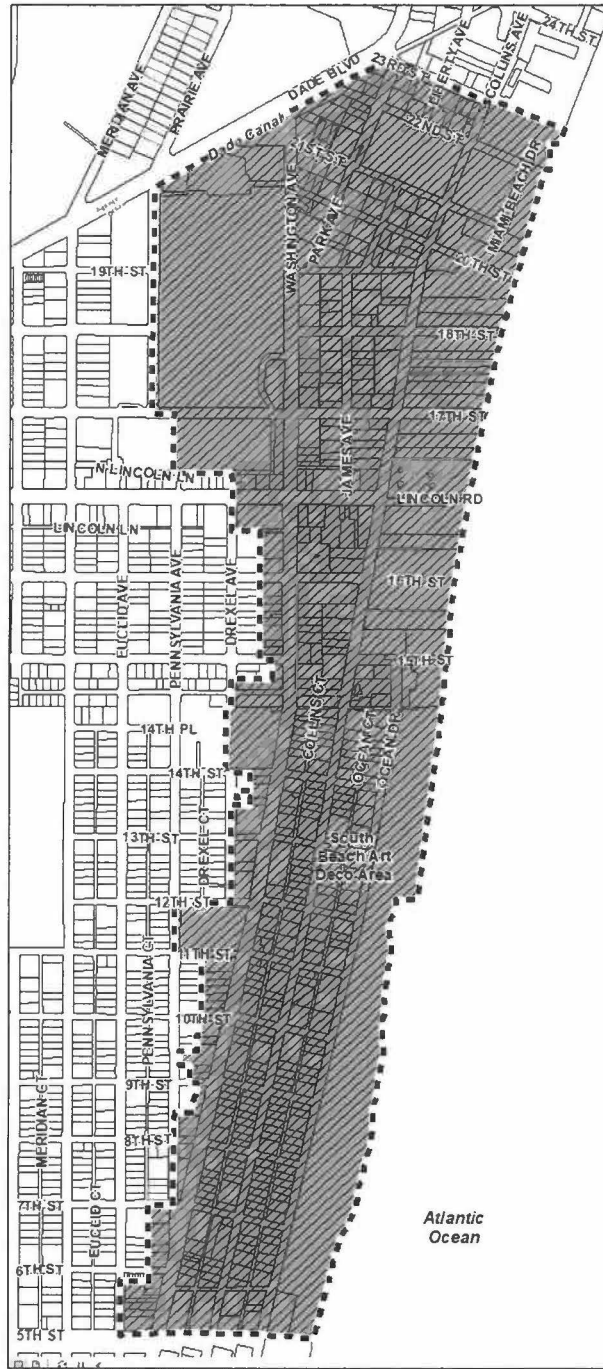 24TH ST
COLLINS AVE
23RD ST
LIBERTY AVE
DADE BLVD
MERIDIAN AVE
PRAIRIE AVE
Dade Canal
22ND ST
21ST ST
MIAMI BEACH DR
WASHINGTON AVE
PARK AVE
20TH ST
19TH ST
18TH ST
17TH ST
JAMES AVE
N LINCOLN LN
LINCOLN RD
LINCOLN LN
16TH ST
EUCLID AVE
PENNSYLVANIA AVE
DREXEL AVE
15TH ST
COLLINS CT
OCEAN CT
OCEAN DR
14TH PL
14TH ST
13TH ST
DREXEL CT
South
Beach Art
Deco Area
12TH ST
11TH ST
PENNSYLVANIA CT
10TH ST
9TH ST
MERIDIAN CT
8TH ST
7TH ST
EUCLID CT
Atlantic
Ocean
6TH ST
5TH ST